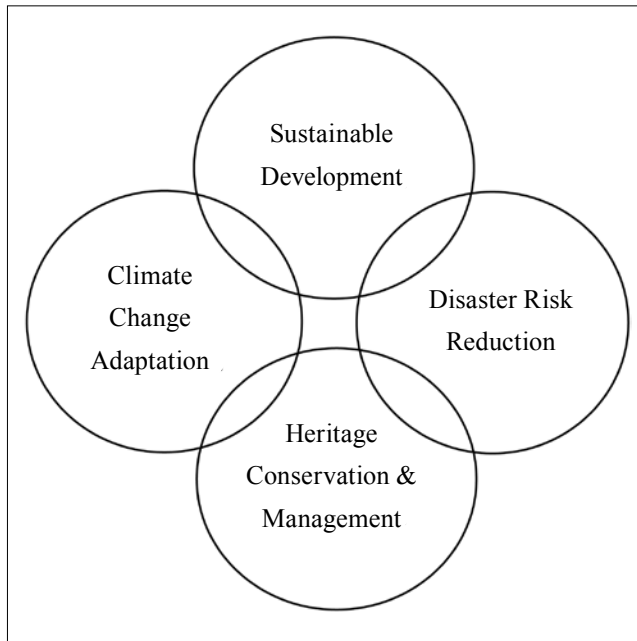 Sustainable
Development
Climate
Change
Adaptation
Disaster Risk
Reduction
Heritage
Conservation &
Management